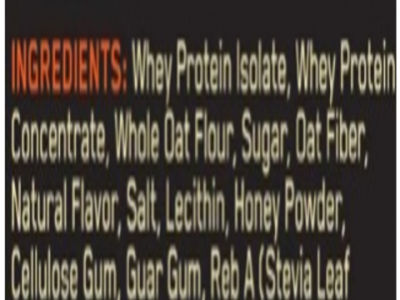 INGREDIENTS: Whey Protein Isolate, Whey Protein
Concentrate, Whole Oat Flour, Sugar, Oat Fiber,
Natural Flavor, Salt, Lecithin, Honey Powder,
Cellulose Gum, Guar Gum, Reb A (Stevia Leaf